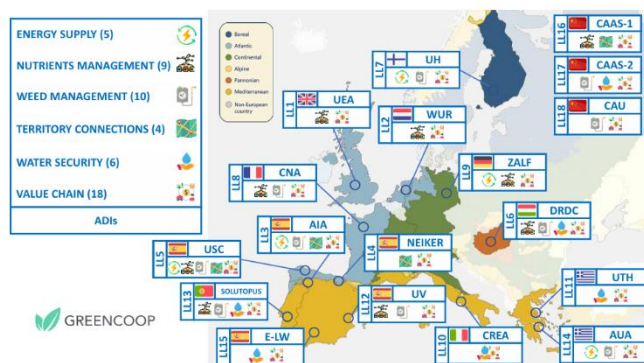 ENERGY SUPPLY (5)
NUTRIENTS MANAGEMENT (9)
WEED MANAGEMENT (10)
TERRITORY CONNECTIONS (4)
WATER SECURITY (6)
VALUE CHAIN (18)
ADIs
GREENCOOP
Boreal
Atlantic
Continental
Alpine
Pannonian
Mediterranean
Non-European
country
LL7
UH
LL16
CAAS-1
LL17
CAAS-2
LL18
CAU
LL1
UEA
LL2
WUR
LL8
CNA
LL9
ZALF
LL3
AIA
LL4
NEIKER
LL6
DRDC
LL5
USC
LL13
SOLUTOPUS
LL12
UV
LL11
UTH
LL15
E-LW
LL10
CREA
LL14
AUA